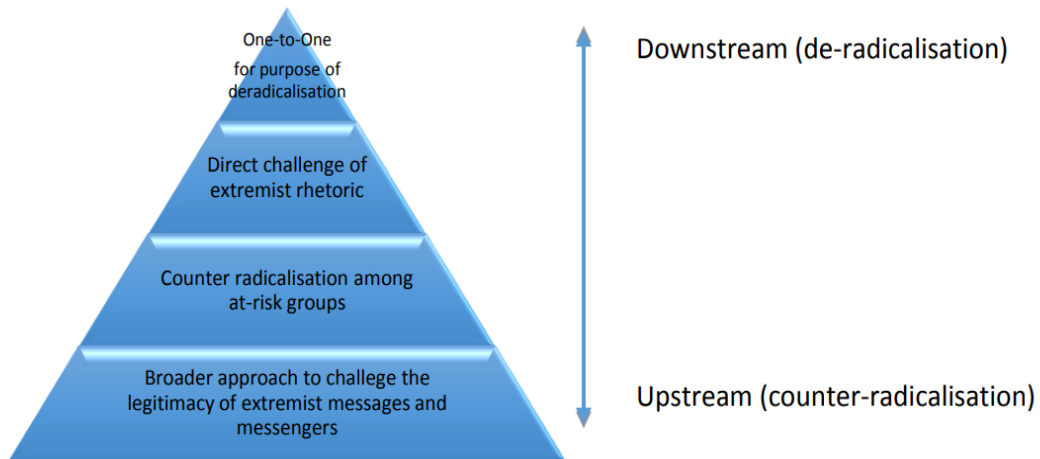 One-to-One
for purpose of
deradicalisation
Downstream (de-radicalisation)
Direct challenge of
extremist rhetoric
Counter radicalisation among
at-risk groups
Broader approach to challege the
legitimacy of extremist messages and
messengers
Upstream (counter-radicalisation)